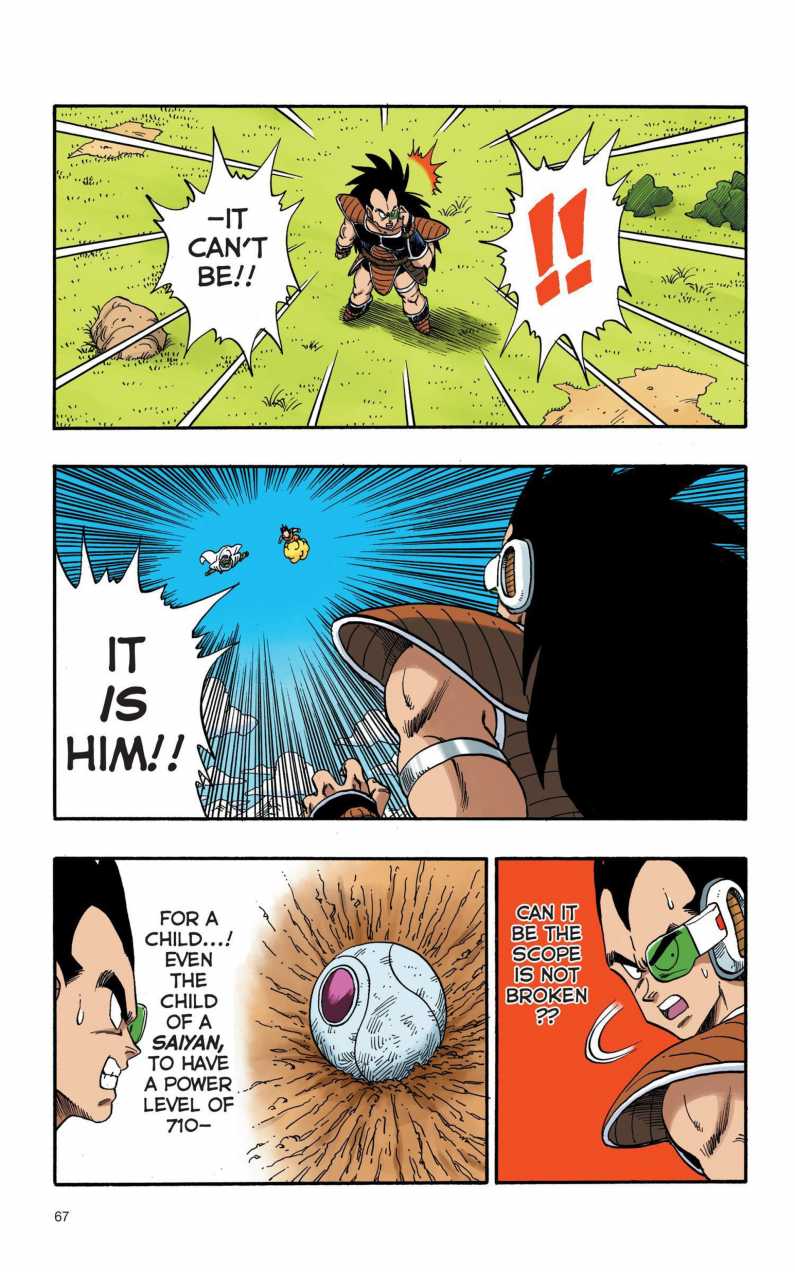 !!
–IT
CAN'T
BE!!
IT
IS
HIM!!
CAN IT
BE THE
SCOPE
IS NOT
BROKEN
??
FOR A
CHILD...!
EVEN
THE
CHILD
OF A
SAIYAN,
TO HAVE
A POWER
LEVEL OF
710–
67